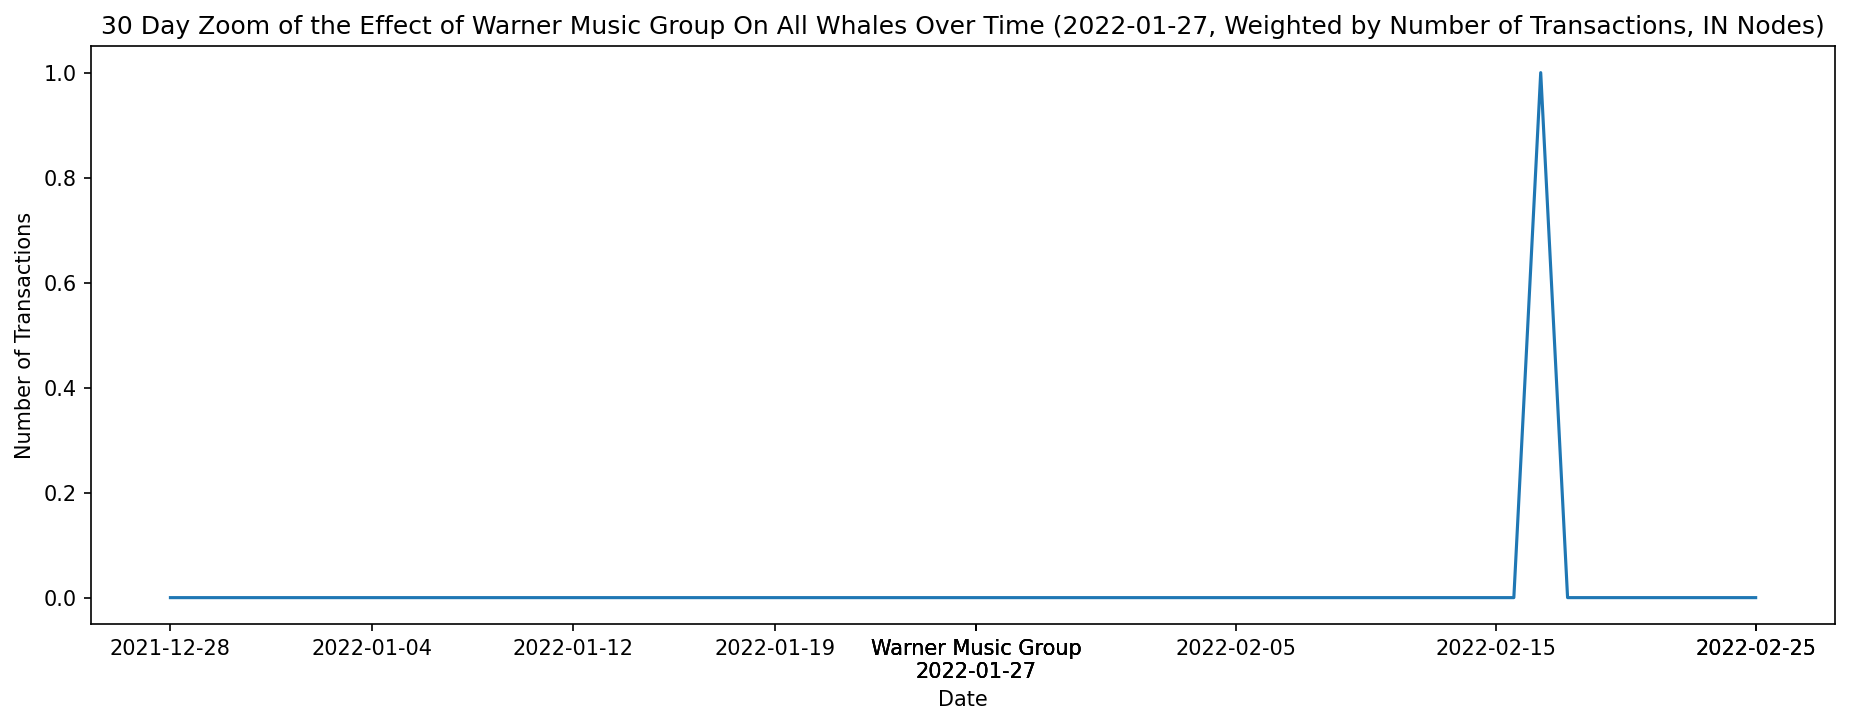 30 Day Zoom of the Effect of Warner Music Group On All Whales Over Time (2022-01-27, Weighted by Number of Transactions, IN Nodes)
Number of Transactions
1.0
0.8
0.6
0.4
0.2
0.0
2021-12-28 2022-01-04 2022-01-12 2022-01-19 Warner Music Group 2022-02-05 2022-02-15 2022-02-25
2022-01-27
Date